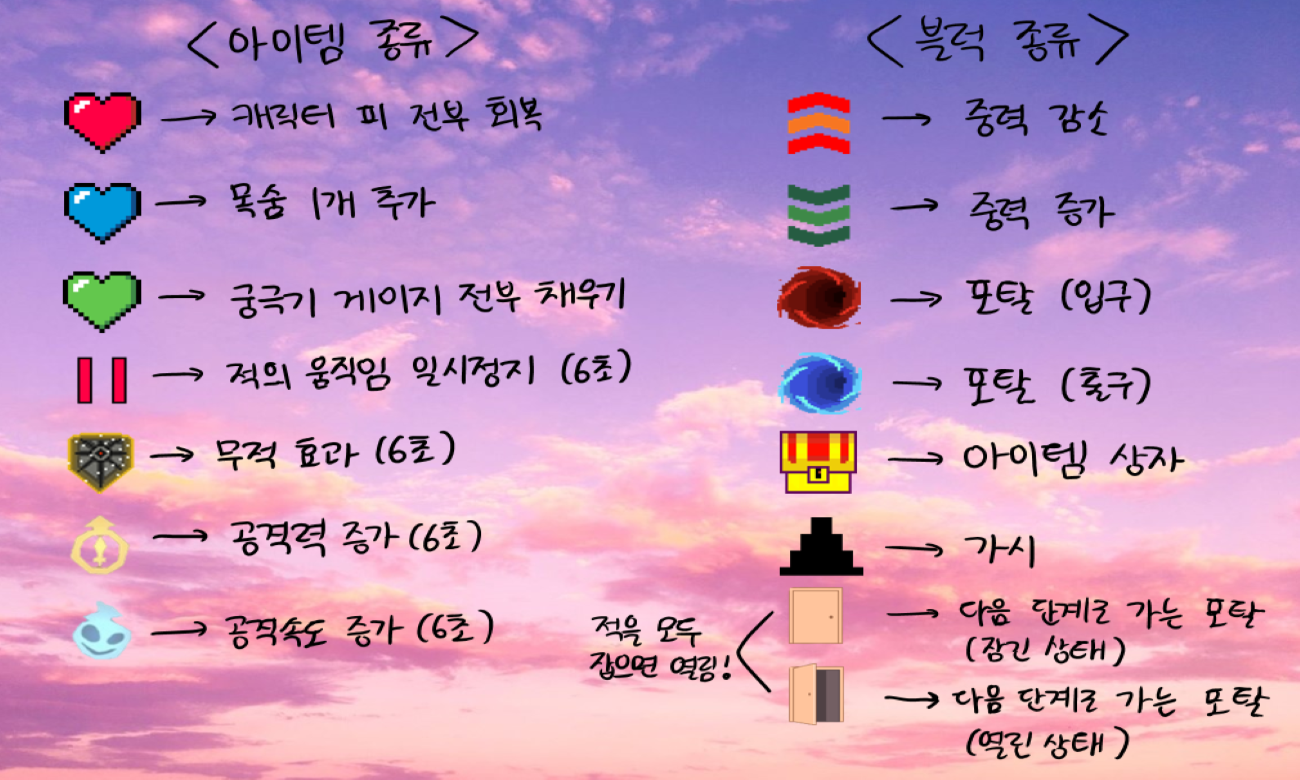 <아이템 종류>
→ 캐릭터 피 전부 회복
→ 목숨 1개 추가
→ 궁극기 게이지 전부 채우기
→ 적의 움직임 일시정지 (6초)
→ 무적 효과 (6초)
→ 공격력 증가 (6초)
→ 공격속도 증가 (6초)
<블럭 종류>
→ 중력 감소
→ 중력 증가
→ 포탈 (입구)
→ 포탈 (출구)
→ 아이템 상자
→ 가시
적을 모두
잡으면 열림!
→ 다음 단계로 가는 포탈
(잠긴 상태)
→ 다음 단계로 가는 포탈
(열린 상태)